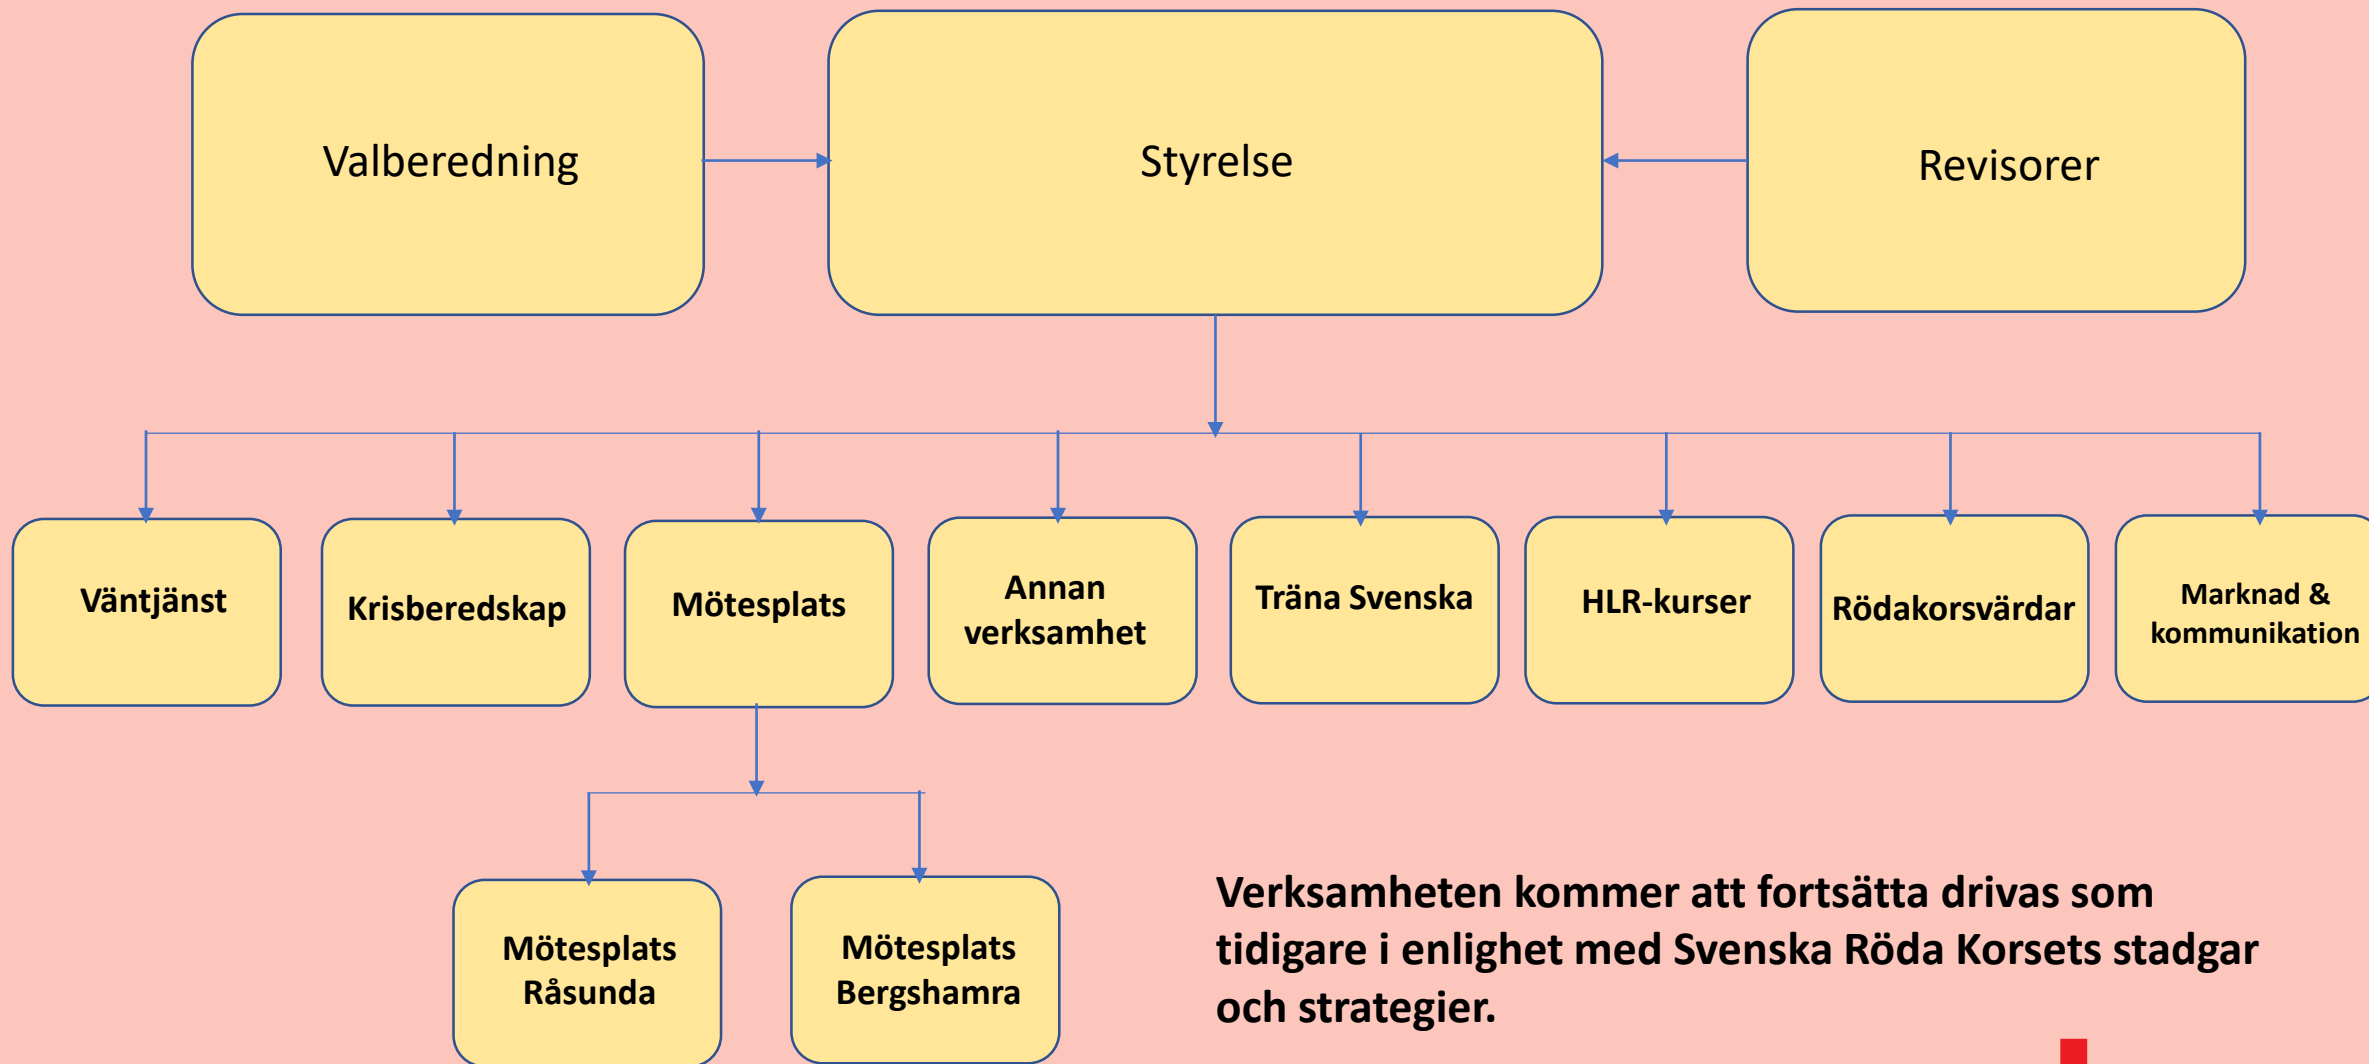 Valberedning
Styrelse
Revisorer
Väntjänst
Krisberedskap
Mötesplats
Annan
verksamhet
Träna Svenska
HLR-kurser
Rödakorsvärdar
Marknad &
kommunikation
Mötesplats
Råsunda
Mötesplats
Bergshamra
Verksamheten kommer att fortsätta drivas som
tidigare i enlighet med Svenska Röda Korsets stadgar
och strategier.